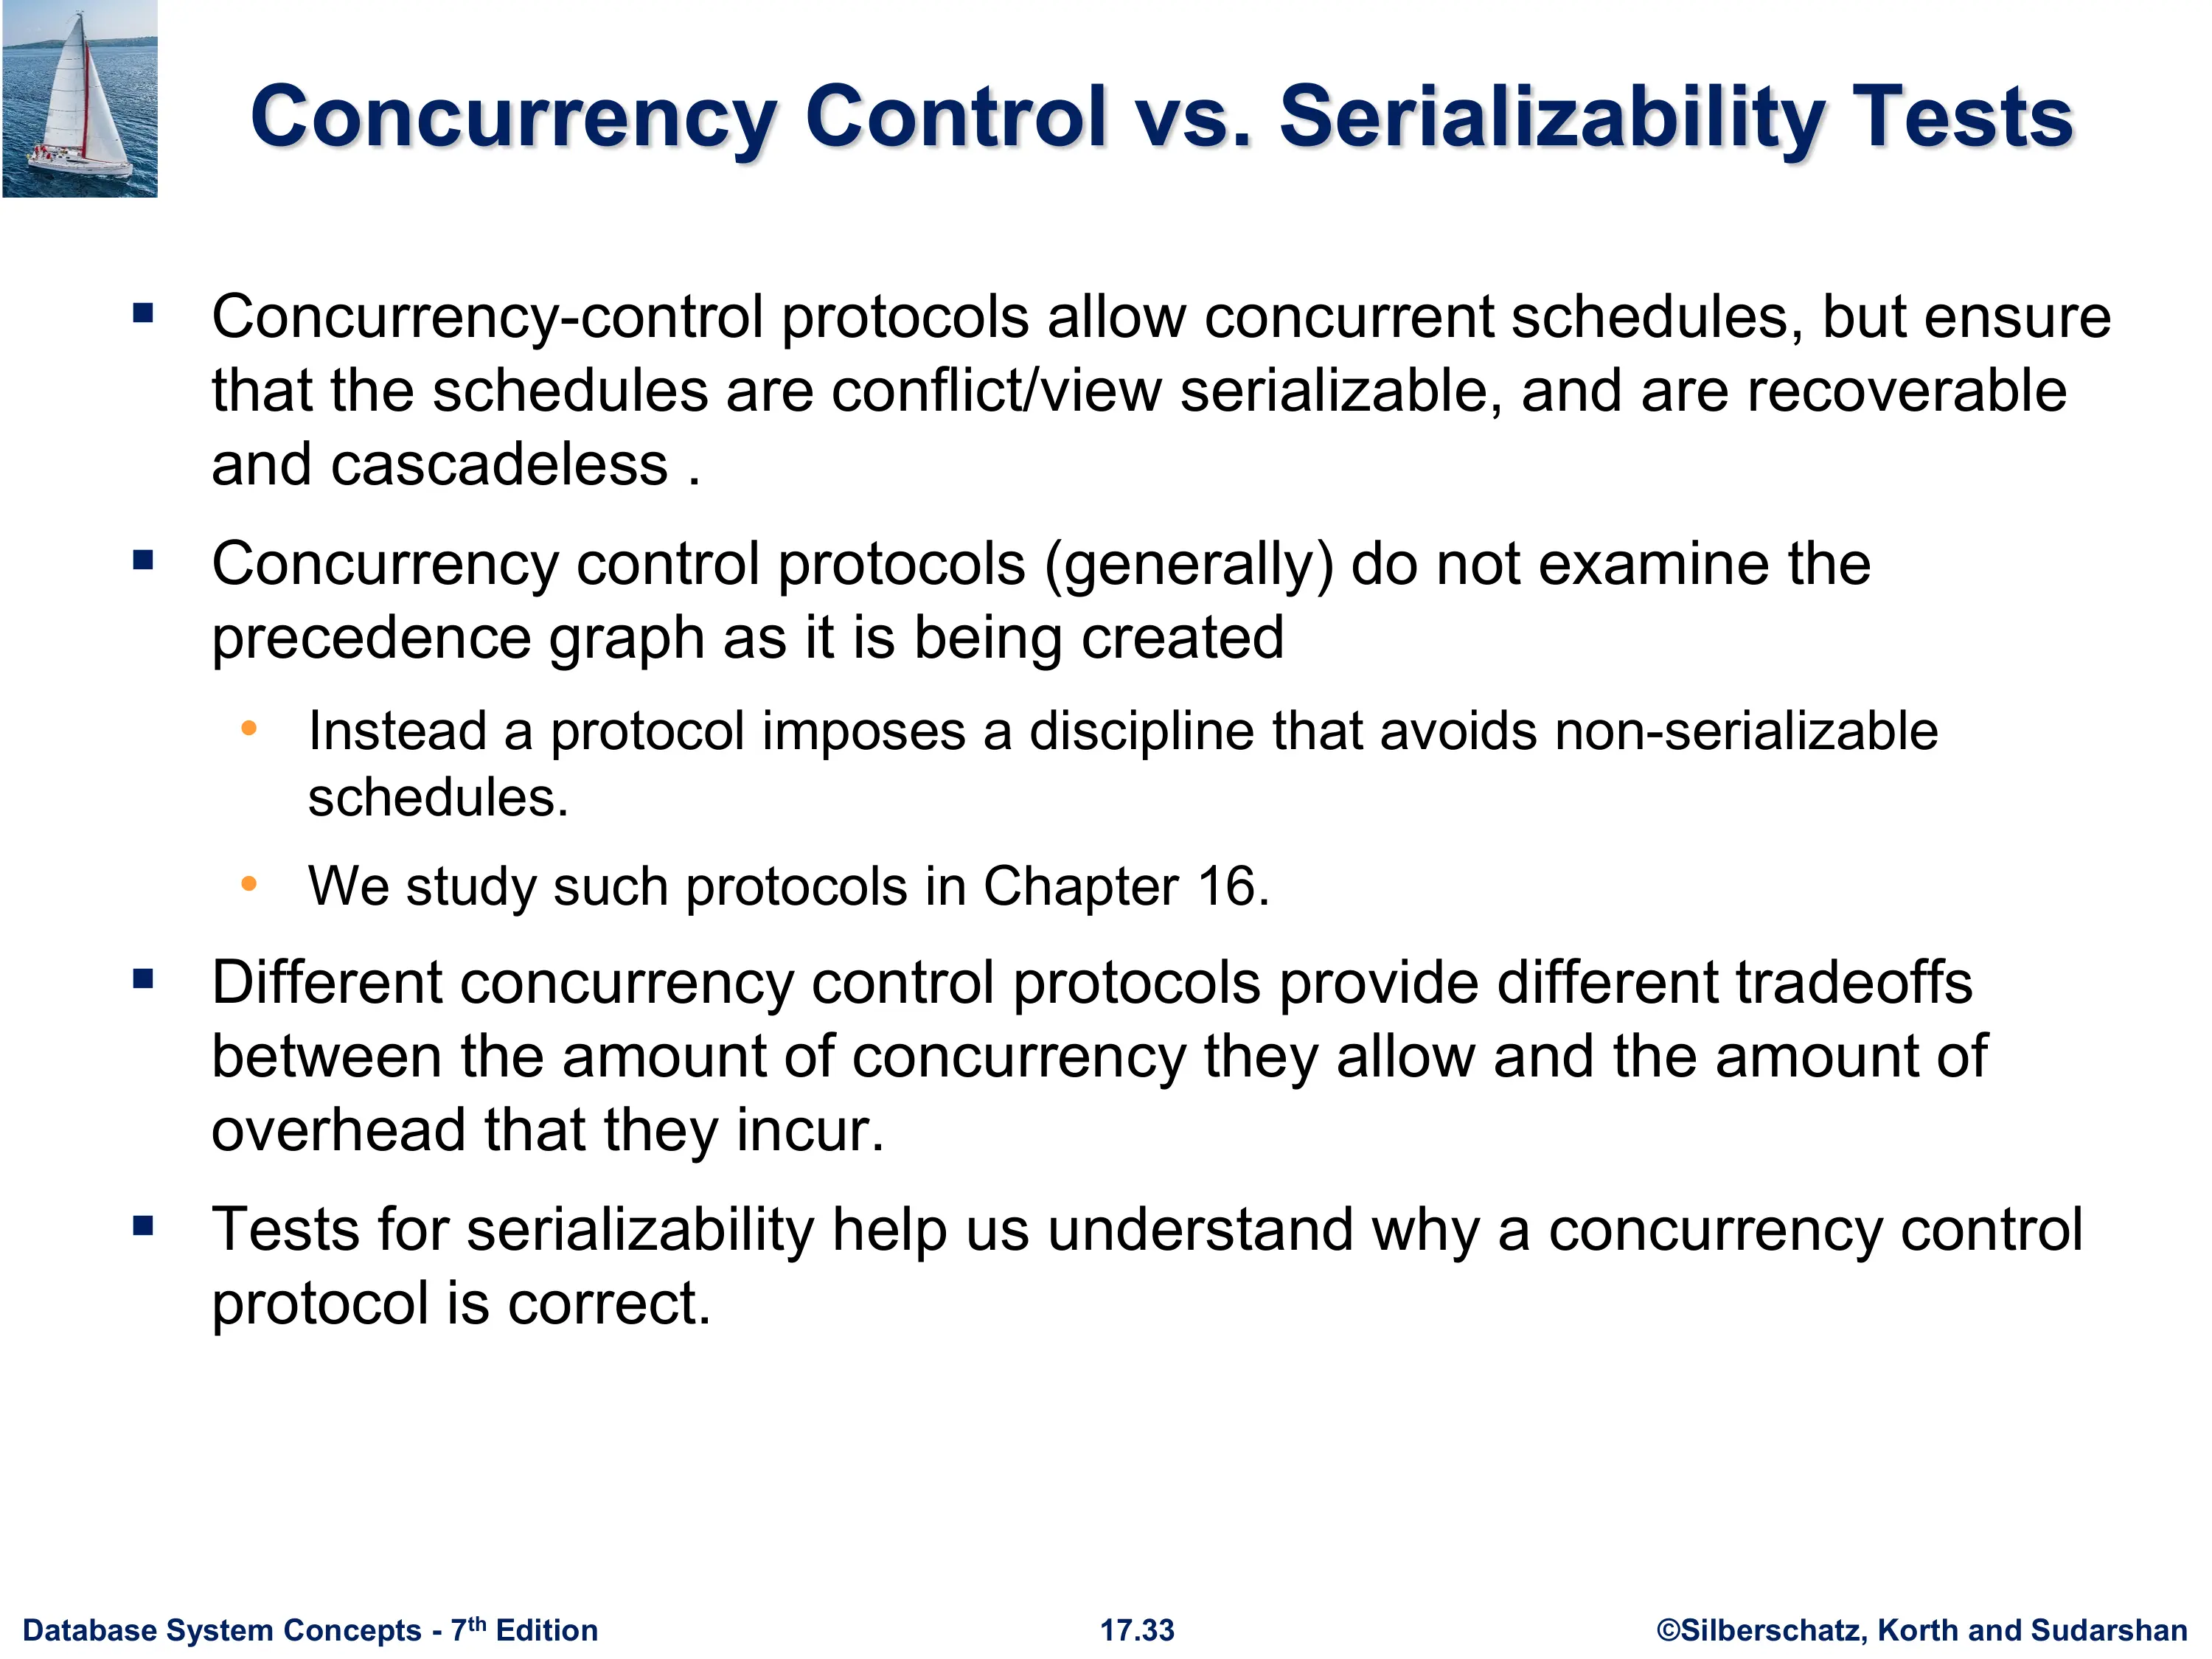 Concurrency Control vs. Serializability Tests
▪ Concurrency-control protocols allow concurrent schedules, but ensure
that the schedules are conflict/view serializable, and are recoverable
and cascadeless .
▪ Concurrency control protocols (generally) do not examine the
precedence graph as it is being created
• Instead a protocol imposes a discipline that avoids non-serializable
schedules.
• We study such protocols in Chapter 16.
▪ Different concurrency control protocols provide different tradeoffs
between the amount of concurrency they allow and the amount of
overhead that they incur.
▪ Tests for serializability help us understand why a concurrency control
protocol is correct.
Database System Concepts - 7th Edition
17.33
©Silberschatz, Korth and Sudarshan